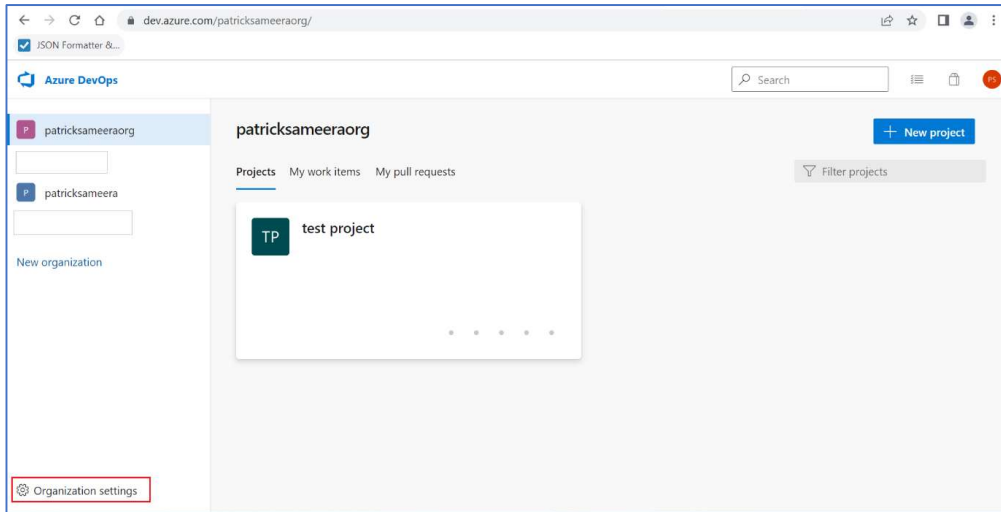 dev.azure.com/patricksameeraorg/
JSON Formatter &...
Azure DevOps
Search
PS
P patricksameeraorg
P patricksameera
New organization
Organization settings
patricksameeraorg
+ New project
Projects My work items My pull requests
Filter projects
TP test project